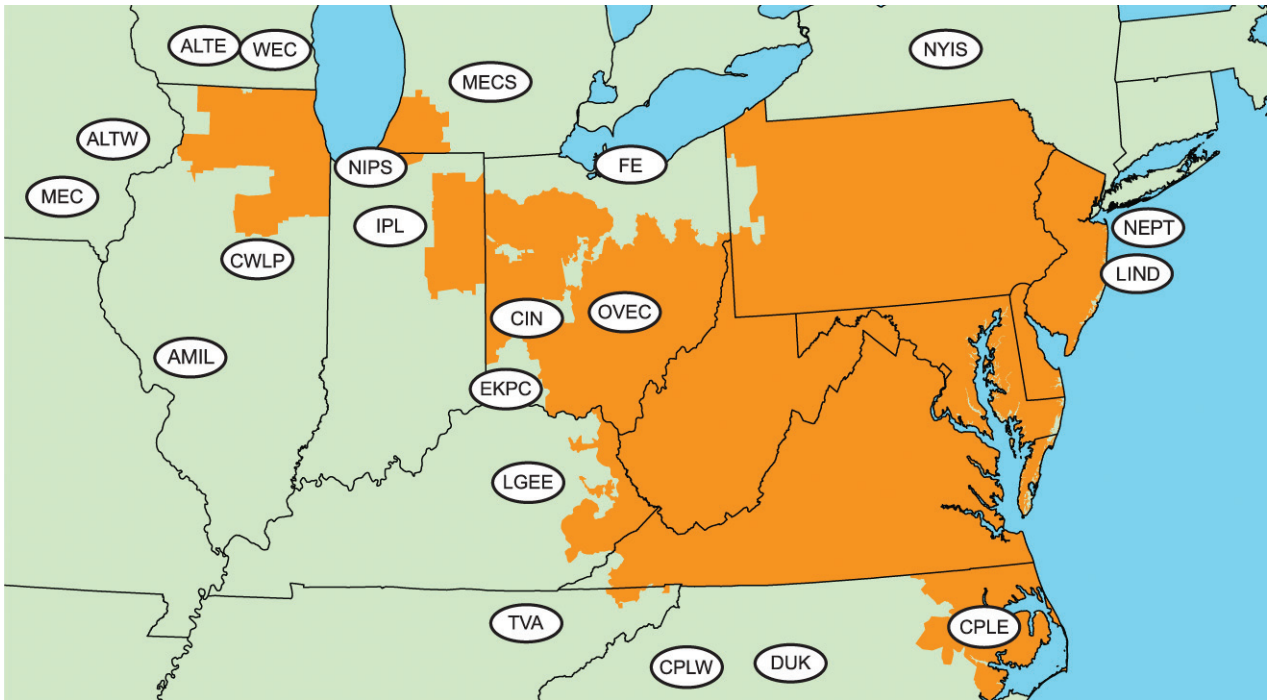 ALTE
WEC
NYIS
MECS
ALTW
NIPS
FE
MEC
IPL
NEPT
CWLP
LIND
CIN
OVEC
AMIL
EKPC
LGEE
TVA
CPLE
CPLW
DUK